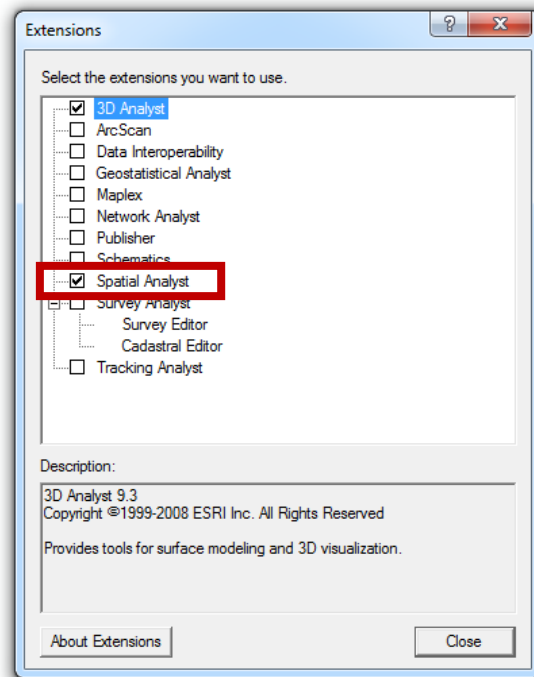 Extensions
Select the extensions you want to use.
3D Analyst
ArcScan
Data Interoperability
Geostatistical Analyst
Maplex
Network Analyst
Publisher
Schematics
Spatial Analyst
Survey Analyst
Survey Editor
Cadastral Editor
Tracking Analyst
Description:
3D Analyst 9.3
Copyright ©1999-2008 ESRI Inc. All Rights Reserved
Provides tools for surface modeling and 3D visualization.
About Extensions Close